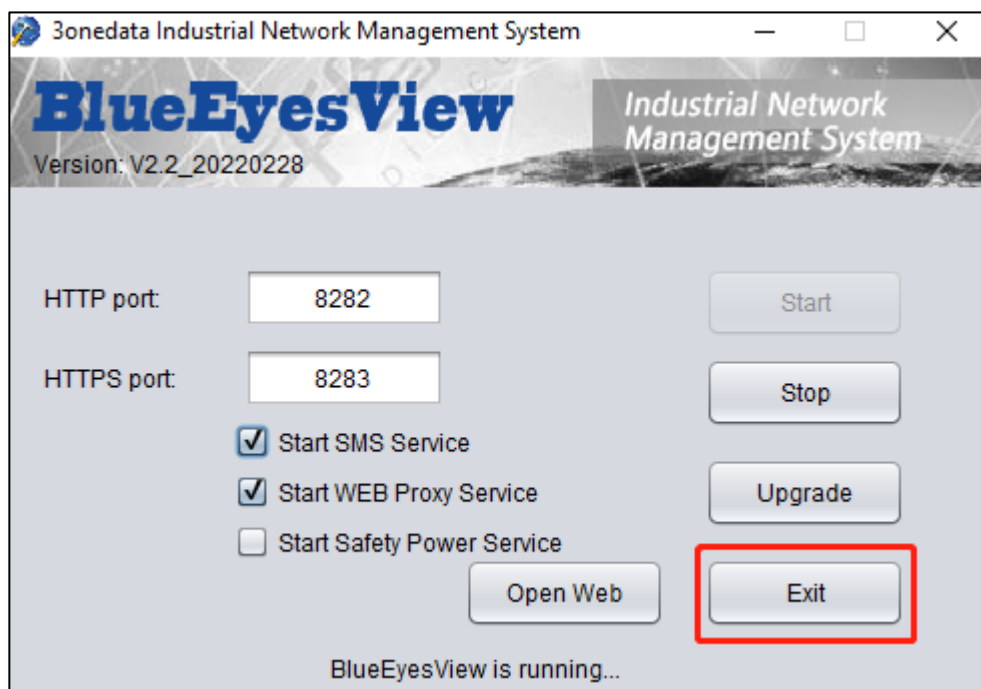 3onedata Industrial Network Management System
BlueEyesView
Industrial Network
Management System
Version: V2.2_20220228
HTTP port:
8282
Start
HTTPS port:
8283
Stop
Start SMS Service
Start WEB Proxy Service
Upgrade
Start Safety Power Service
Open Web
Exit
BlueEyesView is running...